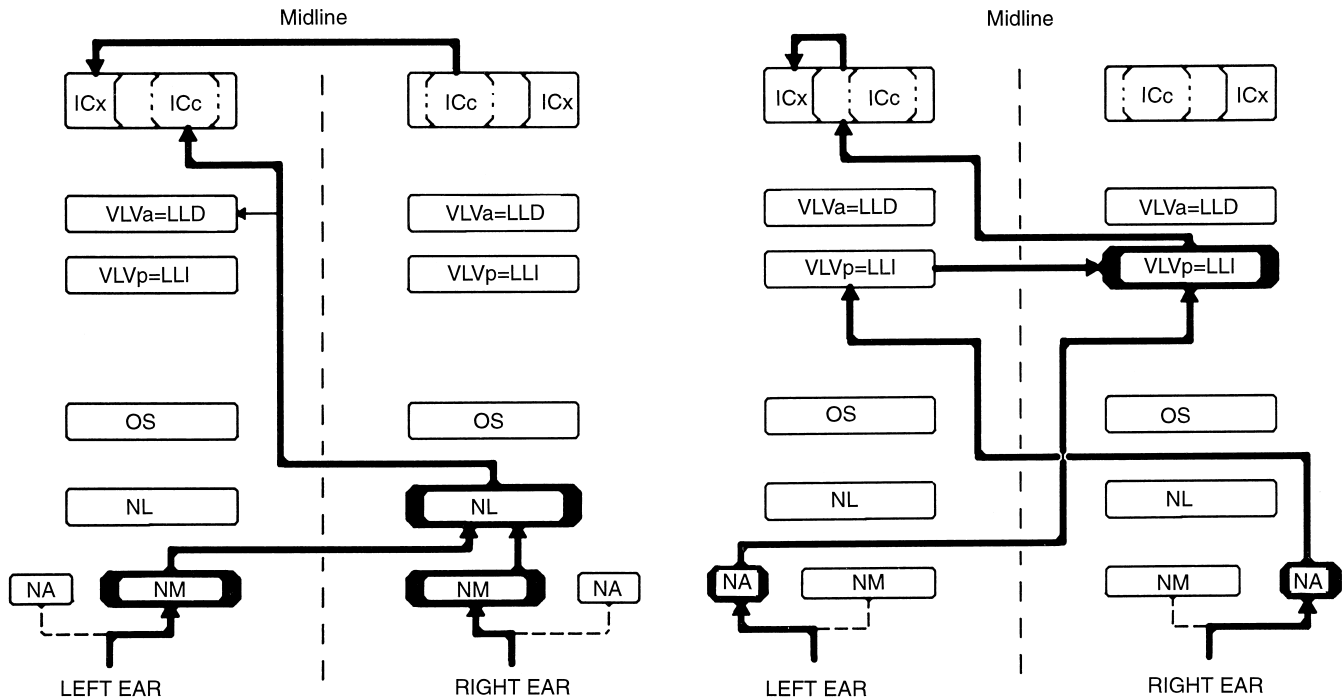 Midline
ICx ICc ICc ICx
VLVa=LLD VLVa=LLD
VLVp=LLI VLVp=LLI
OS OS
NL NL
NA NM NM NA
LEFT EAR RIGHT EAR
Midline
ICx ICc ICc ICx
VLVa=LLD VLVa=LLD
VLVp=LLI VLVp=LLI
OS OS
NL NL
NA NM NM NA
LEFT EAR RIGHT EAR